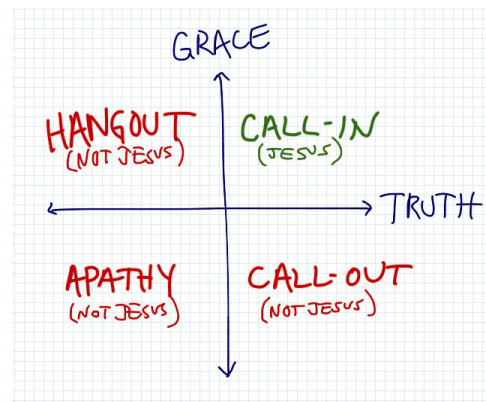 GRACE
HANGOUT
(NOT JESUS)
CALL-IN
(JESUS)
TRUTH
APATHY
(NOT JESUS)
CALL-OUT
(NOT JESUS)